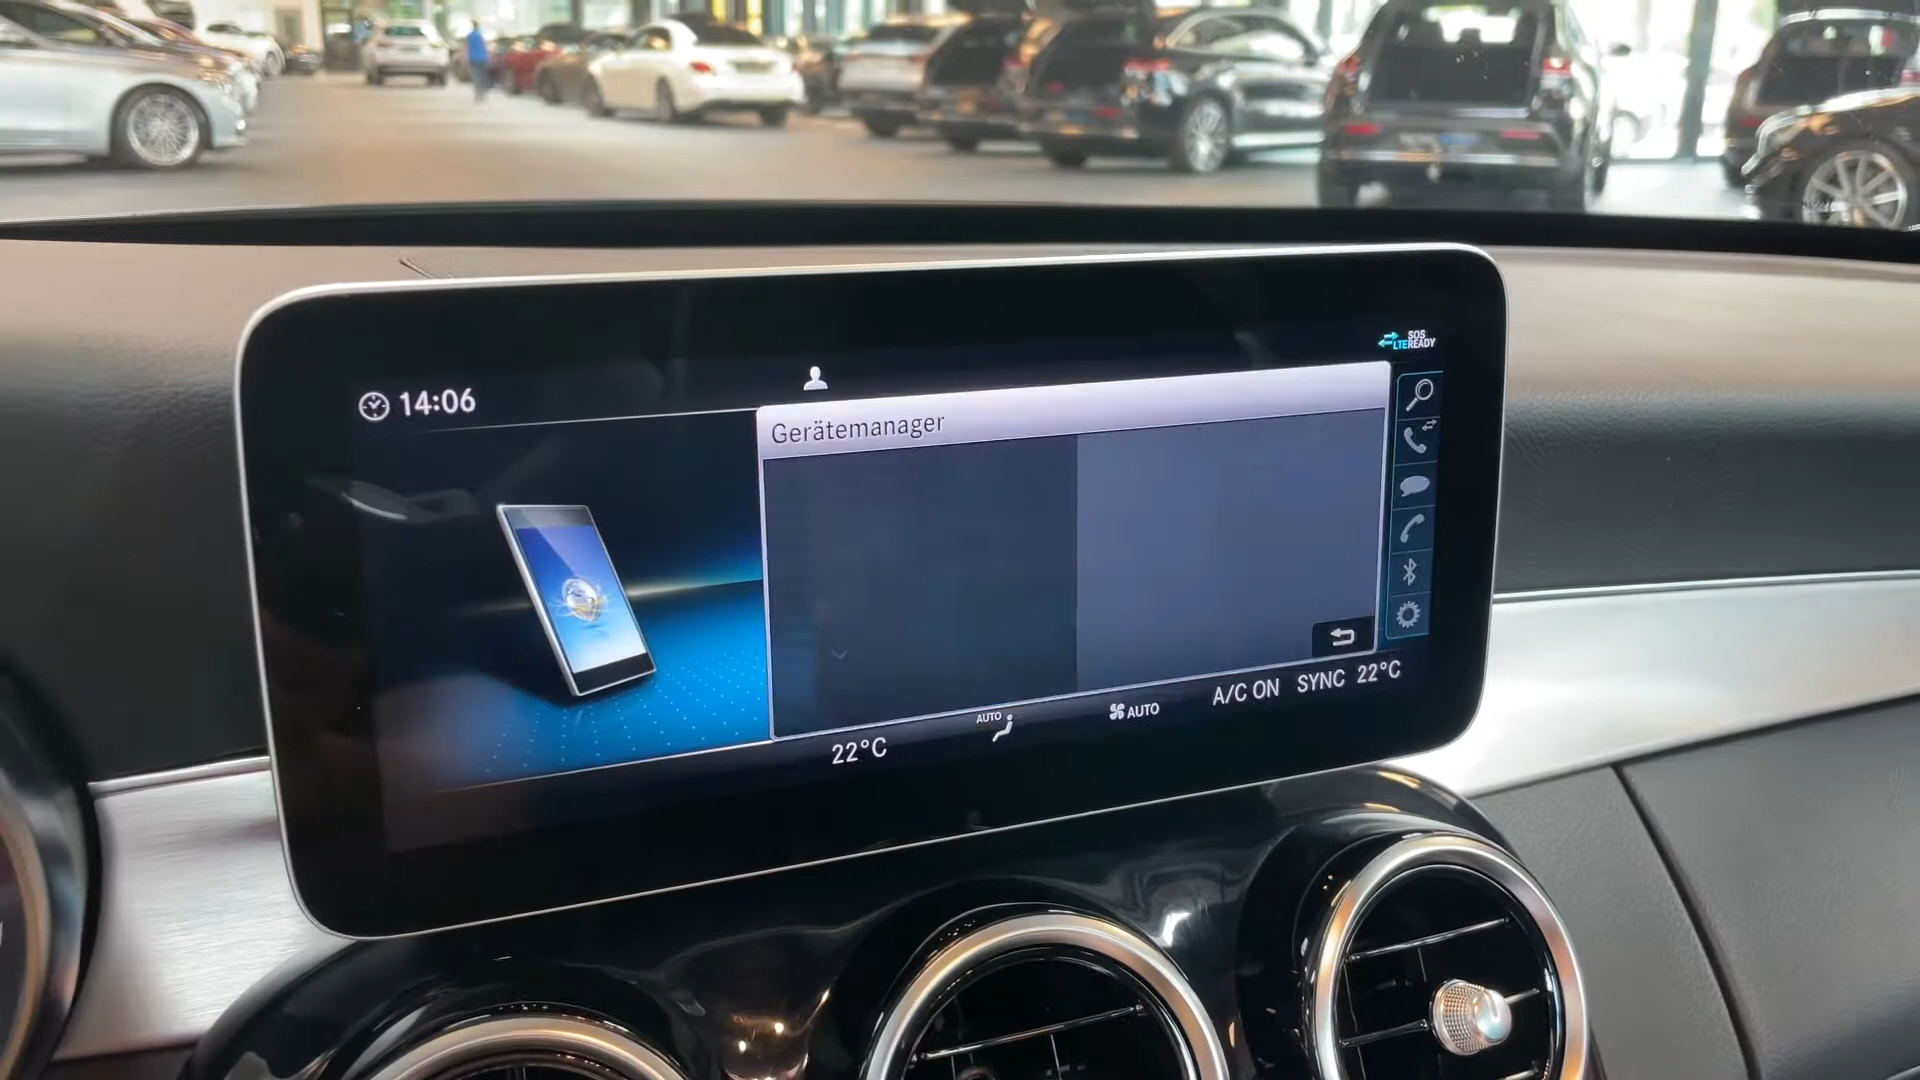 SOS
LTE READY
14:06
Gerätemanager
A/C ON SYNC 22°C
AUTO
AUTO
22°C